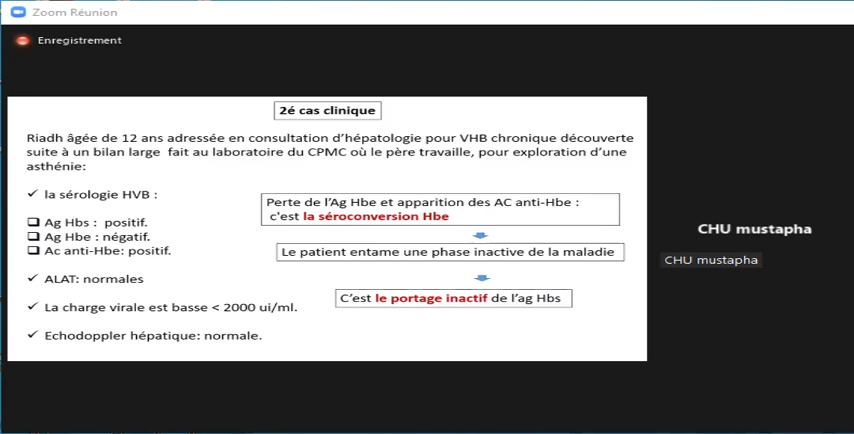 Zoom Réunion
Enregistrement
2é cas clinique
Riadh âgée de 12 ans adressée en consultation d'hépatologie pour VHB chronique découverte
suite à un bilan large fait au laboratoire du CPMC où le père travaille, pour exploration d'une
asthénie:
✓ la sérologie HVB :
❑ Ag Hbs : positif.
❑ Ag Hbe : négatif.
❑ Ac anti-Hbe: positif.
✓ ALAT: normales
✓ La charge virale est basse < 2000 ui/ml.
✓ Echodoppler hépatique: normale.
Perte de l'Ag Hbe et apparition des AC anti-Hbe :
c'est la séroconversion Hbe
Le patient entame une phase inactive de la maladie
C'est le portage inactif de l'ag Hbs
CHU mustapha
CHU mustapha